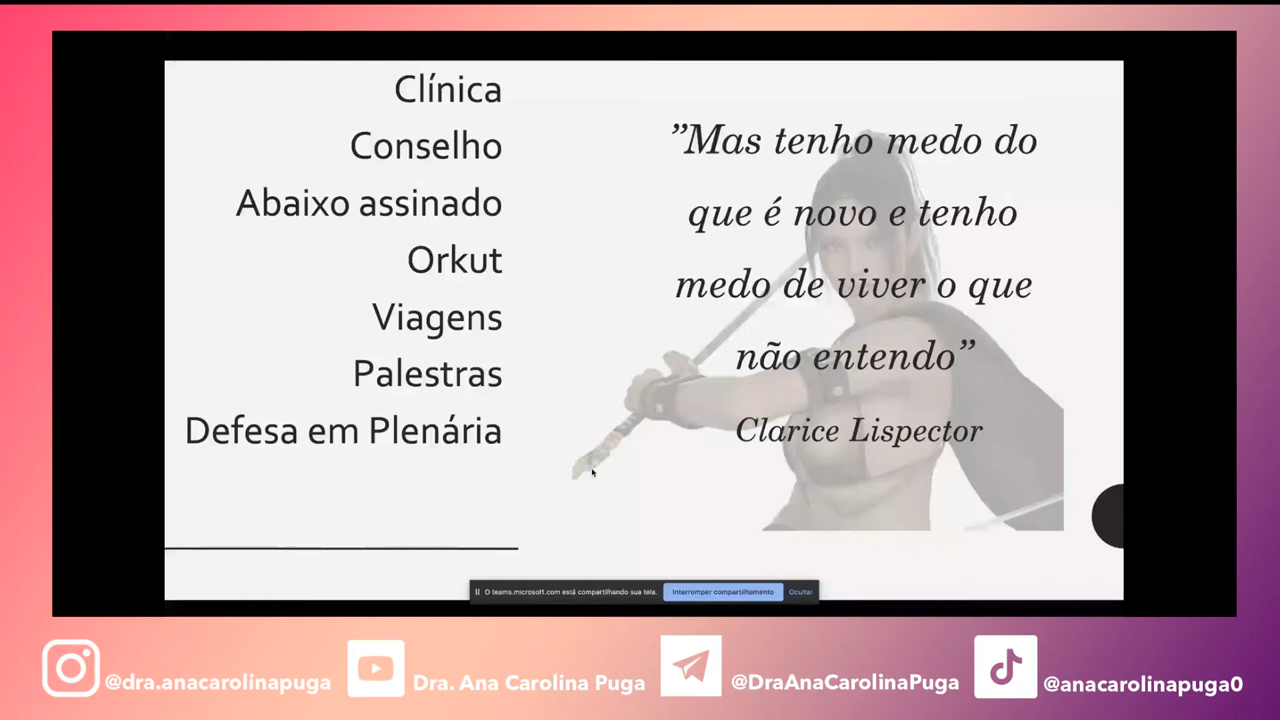 Clínica
Conselho
Abaixo assinado
Orkut
Viagens
Palestras
Defesa em Plenária
”Mas tenho medo do
que é novo e tenho
medo de viver o que
não entendo”
Clarice Lispector
O teams.microsoft.com está compartilhando sua tela.
Interromper compartilhamento
Ocultar
@dra.anacarolinapuga
Dra. Ana Carolina Puga
@DraAnaCarolinaPuga
@anacarolinapuga0